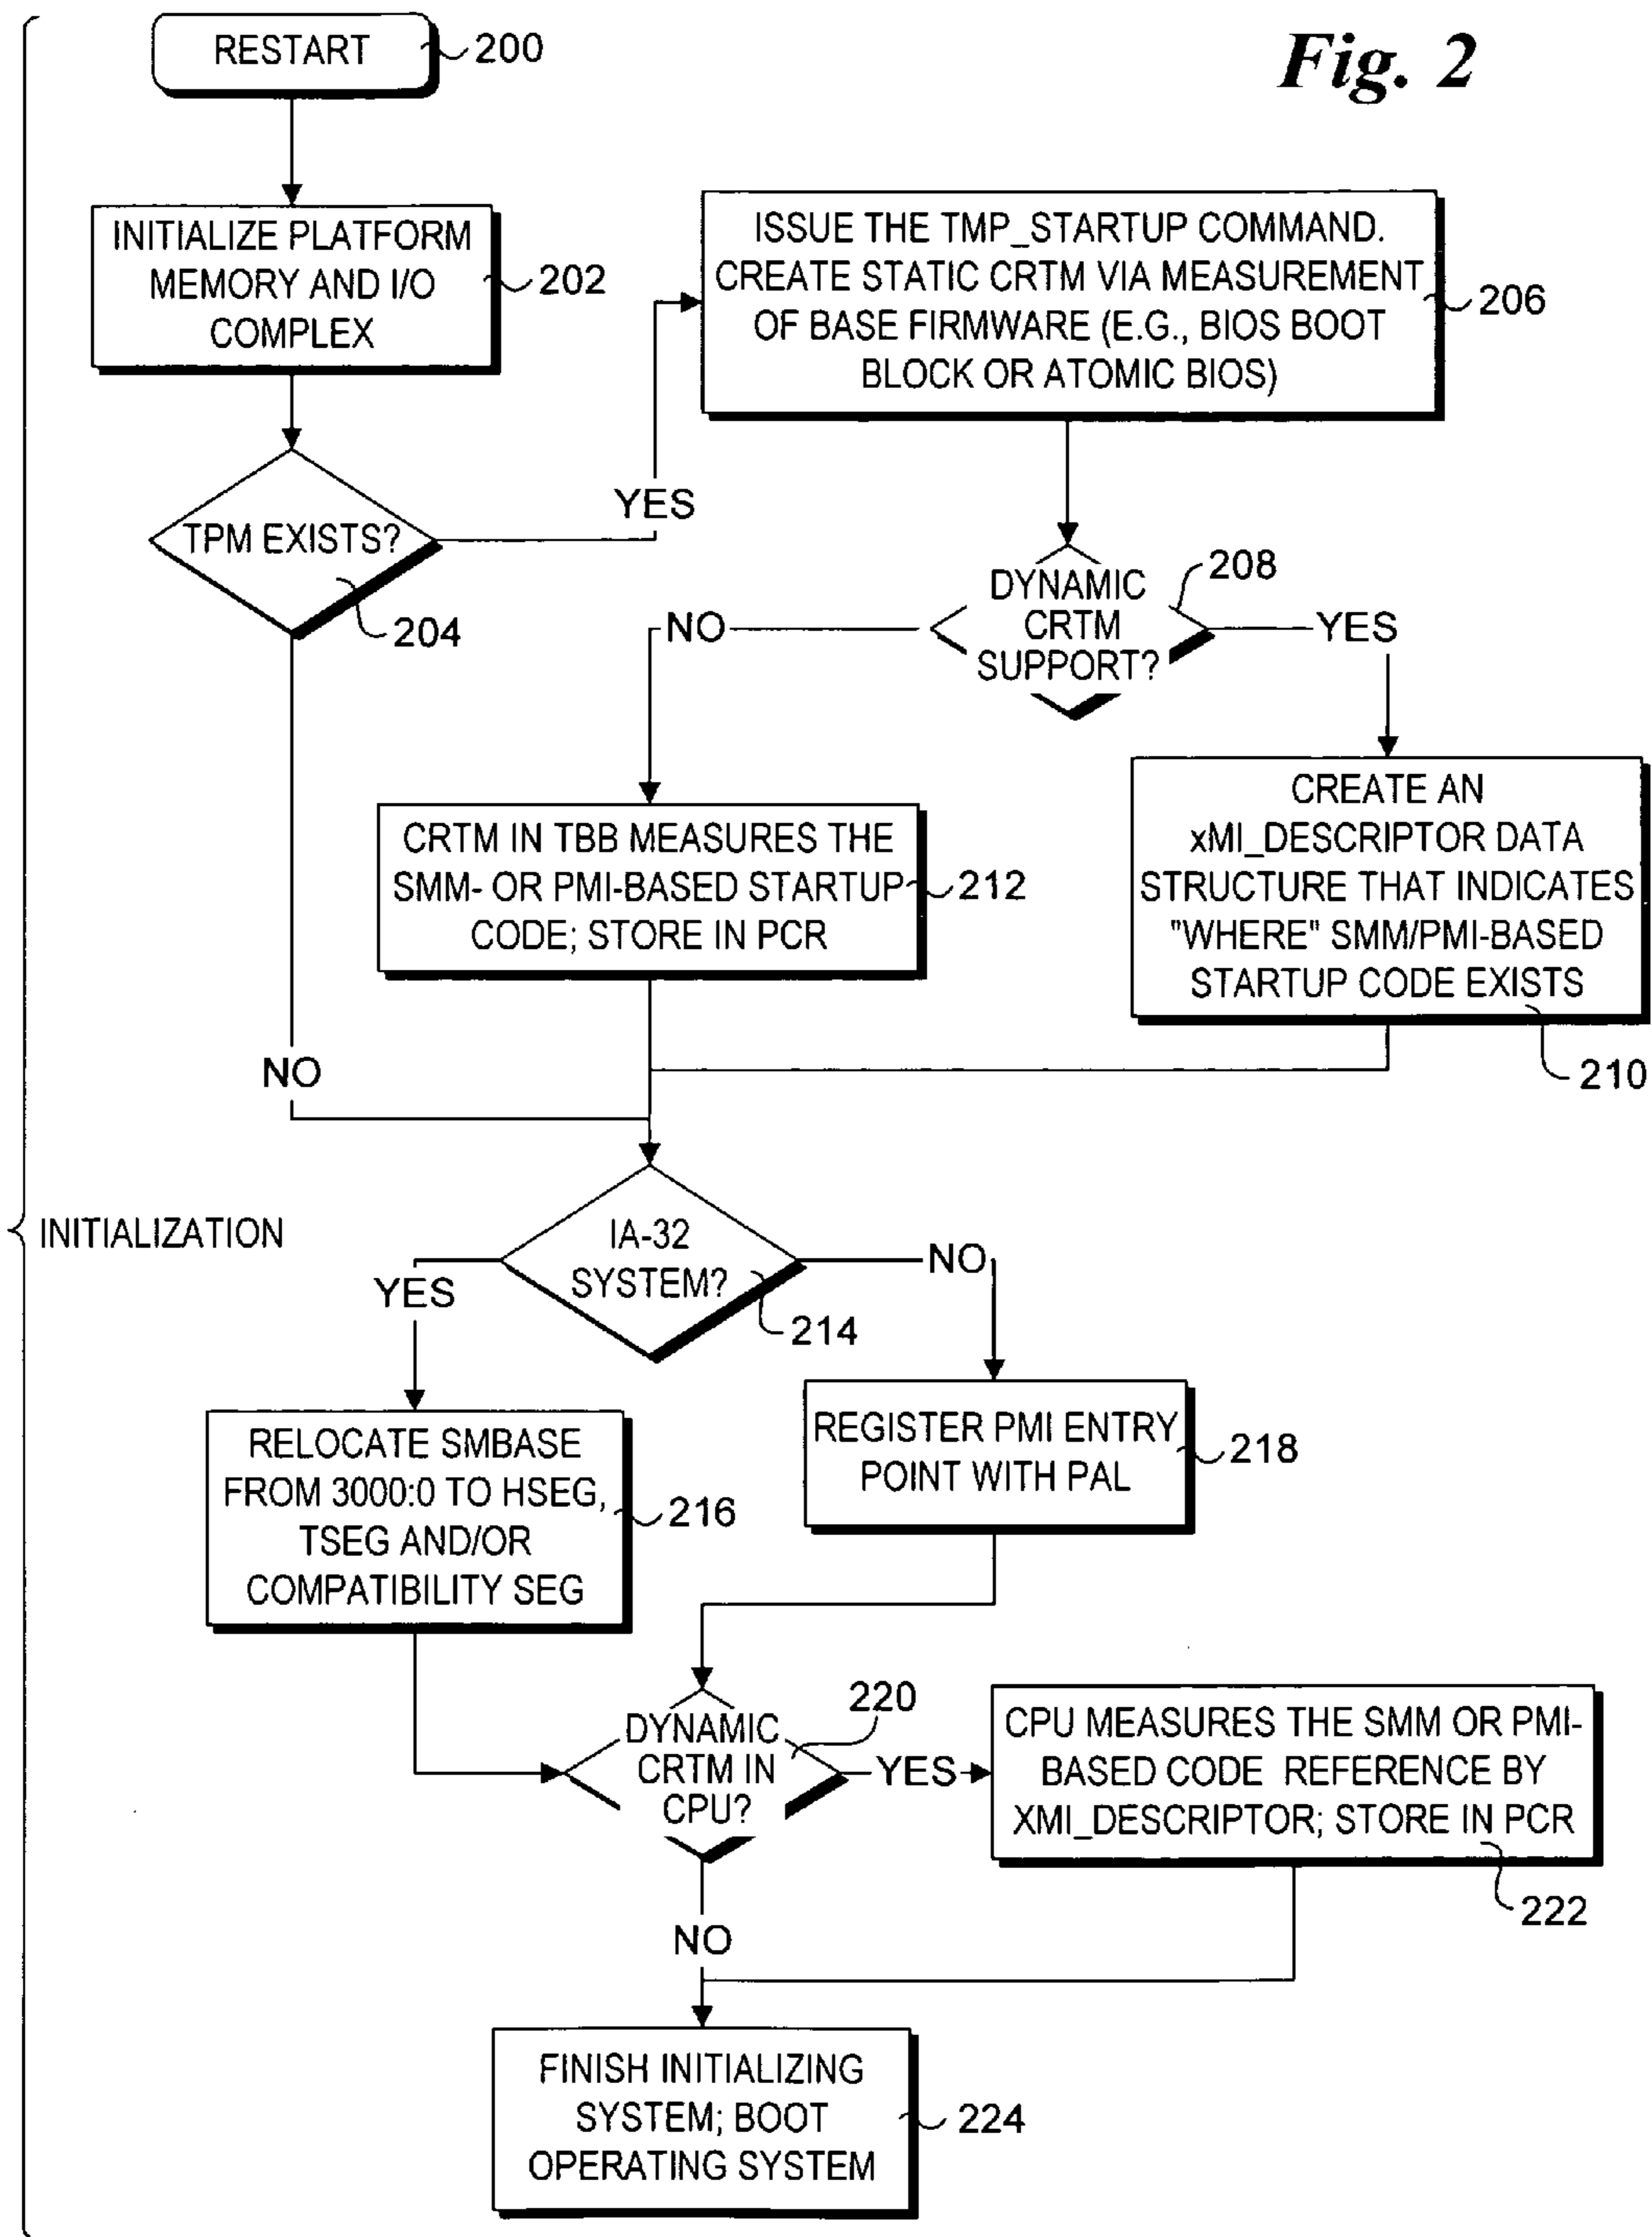 Fig. 2
RESTART
200
INITIALIZE PLATFORM
MEMORY AND I/O
COMPLEX
202
TPM EXISTS?
204
YES
NO
ISSUE THE TMP_STARTUP COMMAND.
CREATE STATIC CRTM VIA MEASUREMENT
OF BASE FIRMWARE (E.G., BIOS BOOT
BLOCK OR ATOMIC BIOS)
206
DYNAMIC
CRTM
SUPPORT?
208
NO
YES
CRTM IN TBB MEASURES THE
SMM- OR PMI-BASED STARTUP
CODE; STORE IN PCR
212
CREATE AN
xMI_DESCRIPTOR DATA
STRUCTURE THAT INDICATES
"WHERE" SMM/PMI-BASED
STARTUP CODE EXISTS
210
INITIALIZATION
IA-32
SYSTEM?
214
YES
NO
RELOCATE SMBASE
FROM 3000:0 TO HSEG,
TSEG AND/OR
COMPATIBILITY SEG
216
REGISTER PMI ENTRY
POINT WITH PAL
218
DYNAMIC
CRTM IN
CPU?
220
YES
NO
CPU MEASURES THE SMM OR PMI-
BASED CODE REFERENCE BY
XMI_DESCRIPTOR; STORE IN PCR
222
FINISH INITIALIZING
SYSTEM; BOOT
OPERATING SYSTEM
224